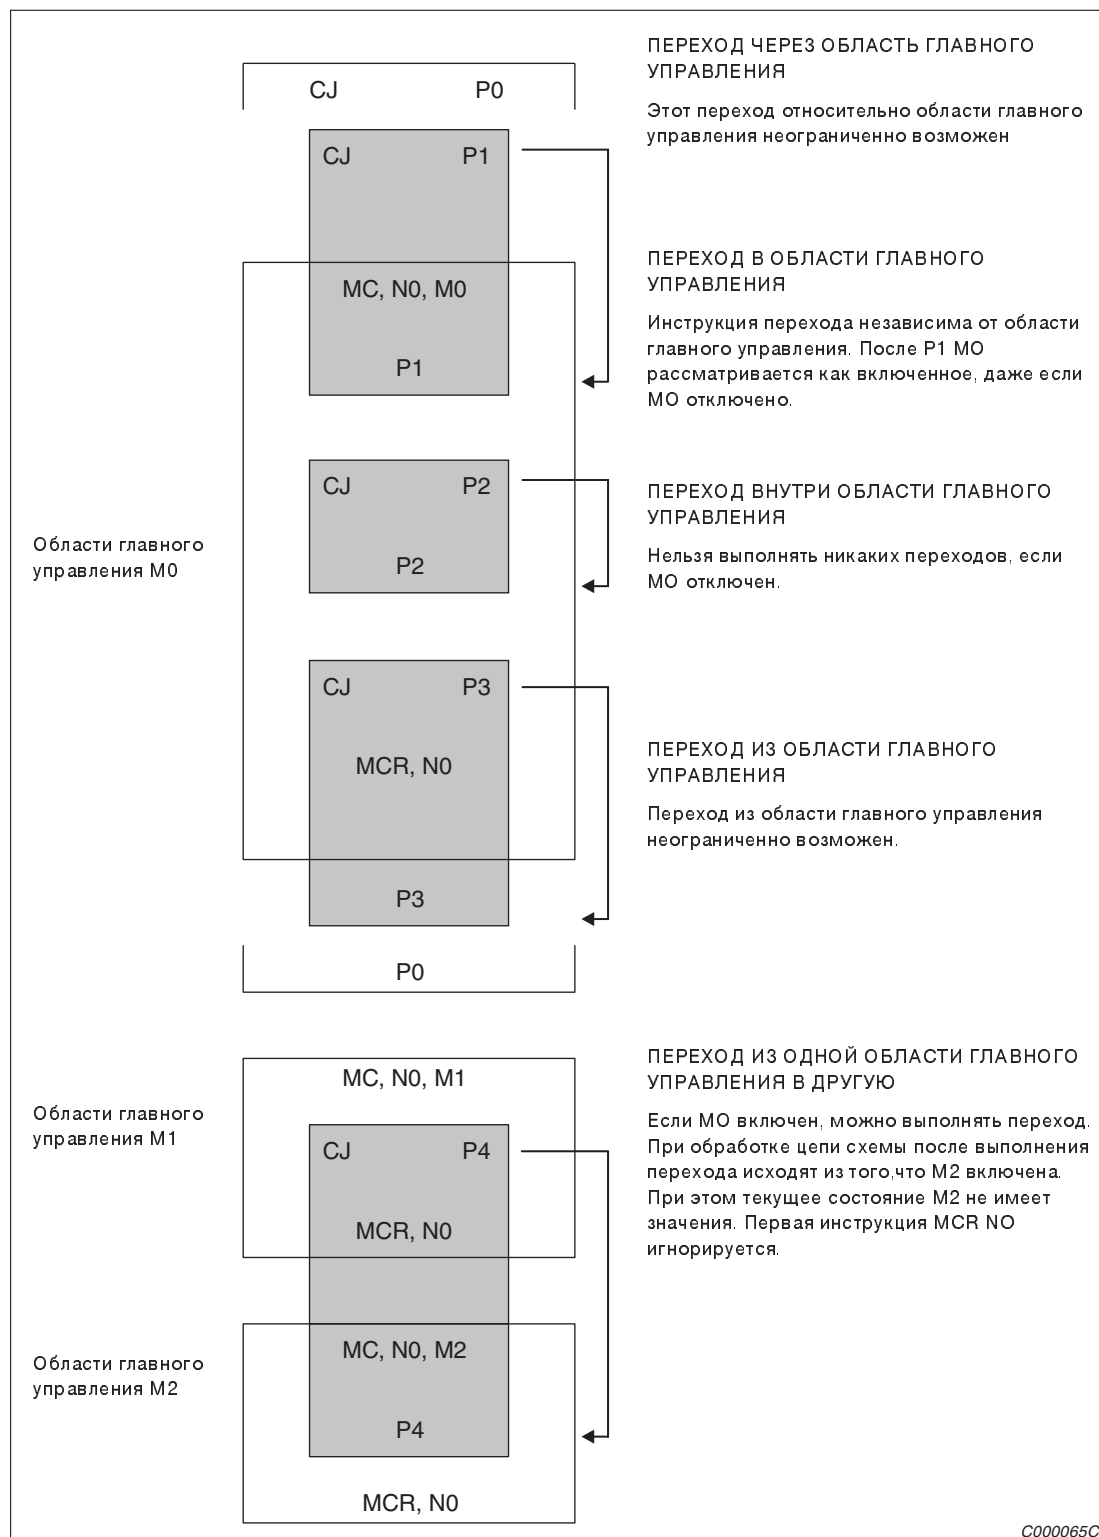 ПЕРЕХОД ЧЕРЕЗ ОБЛАСТЬ ГЛАВНОГО
УПРАВЛЕНИЯ
CJ P0
Этот переход относительно области главного
управления неограниченно возможен
CJ P1
ПЕРЕХОД В ОБЛАСТИ ГЛАВНОГО
УПРАВЛЕНИЯ
MC, N0, M0
Инструкция перехода независима от области
главного управления. После P1 MO
рассматривается как включенное, даже если
MO отключено.
P1
CJ P2
ПЕРЕХОД ВНУТРИ ОБЛАСТИ ГЛАВНОГО
УПРАВЛЕНИЯ
Области главного
управления M0
Нельзя выполнять никаких переходов, если
MO отключен.
P2
CJ P3
MCR, N0
ПЕРЕХОД ИЗ ОБЛАСТИ ГЛАВНОГО
УПРАВЛЕНИЯ
Переход из области главного управления
неограниченно возможен.
P3
P0
ПЕРЕХОД ИЗ ОДНОЙ ОБЛАСТИ ГЛАВНОГО
УПРАВЛЕНИЯ В ДРУГУЮ
MC, N0, M1
Области главного
управления M1
Если MO включен, можно выполнять переход.
При обработке цепи схемы после выполнения
перехода исходят из того,что M2 включена.
При этом текущее состояние M2 не имеет
значения. Первая инструкция MCR NO
игнорируется.
CJ P4
MCR, N0
Области главного
управления M2
MC, N0, M2
P4
MCR, N0
C000065C